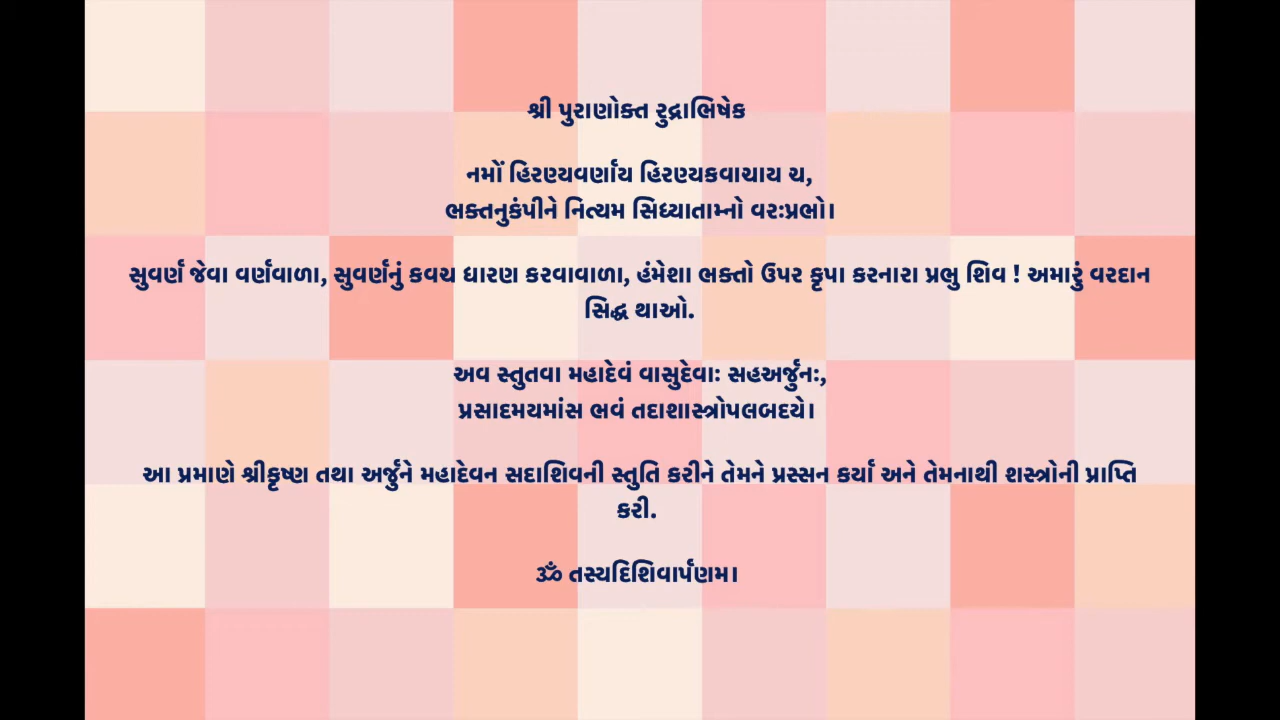 શ્રી પુરાણોક્ત રુદ્રાભિષેક
નમોં હિરણ્યવર્ણાય હિરણ્યકવાચાય ચ,
ભક્તનુકંપીને નિત્યમ સિધ્યાતામ્નો વરઃપ્રભો।
સુવર્ણ જેવા વર્ણવાળા, સુવર્ણનું કવચ ધારણ કરવાવાળા, હંમેશા ભક્તો ઉપર કૃપા કરનારા પ્રભુ શિવ ! અમારું વરદાન
સિદ્ધ થાઓ.
અવ સ્તુતવા મહાદેવં વાસુદેવાઃ સહઅર્જુનઃ,
પ્રસાદમયમાંસ ભવં તદાશાસ્ત્રોપલબદયે।
આ પ્રમાણે શ્રીકૃષ્ણ તથા અર્જુને મહાદેવન સદાશિવની સ્તુતિ કરીને તેમને પ્રસ્સન કર્યાં અને તેમનાથી શસ્ત્રોની પ્રાપ્તિ
કરી.
ૐ તસ્યદિશિવાર્પણમ।